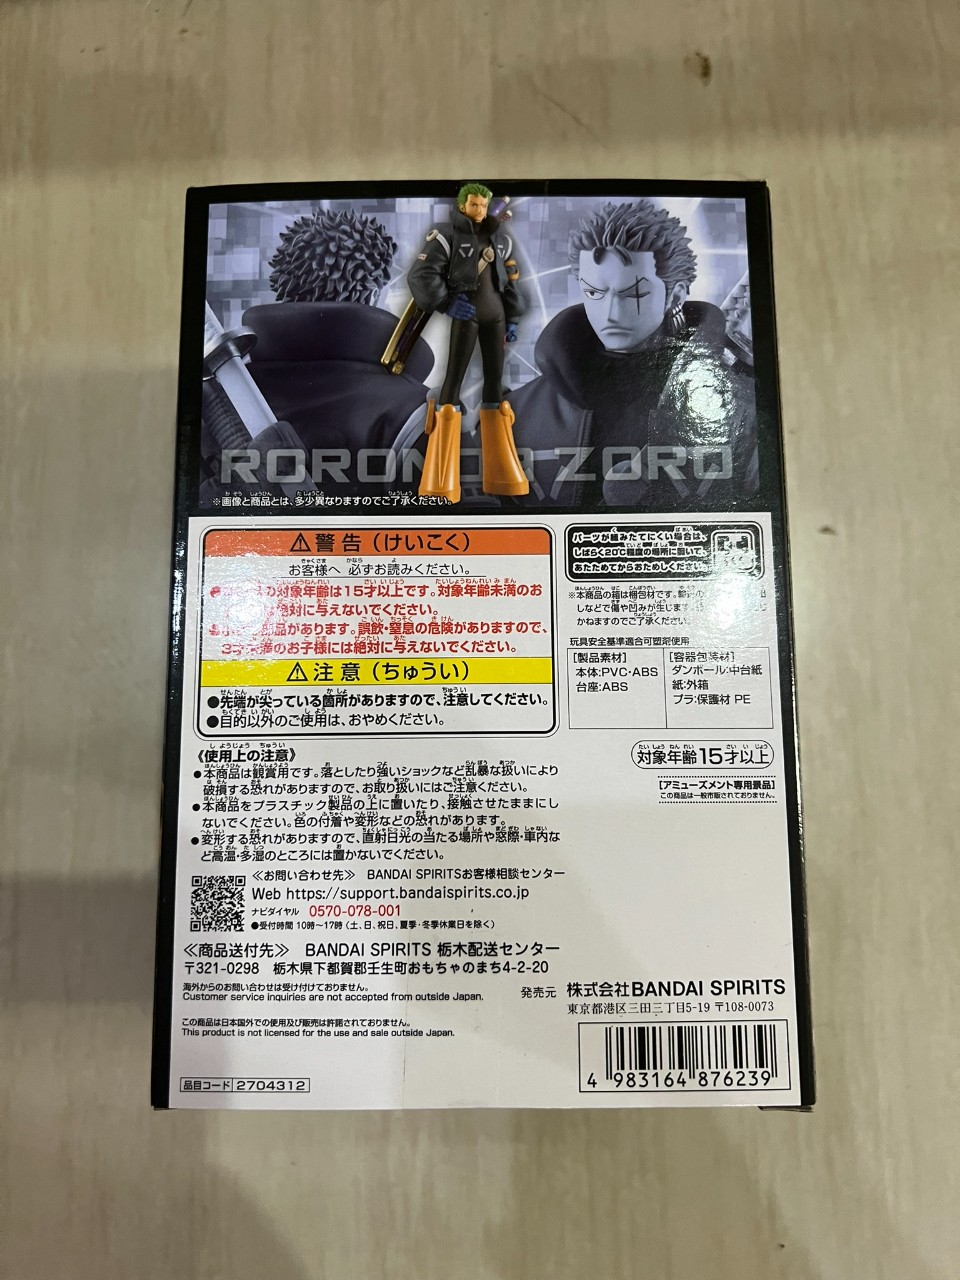 RORONOA ZORO
※画像と商品とは、多少異なりますのでご了承ください。
⚠警告（けいこく）
お客様へ 必ずお読みください。
の対象年齢は15才以上です。対象年齢未満のお
絶対に与えないでください。
部品があります。誤飲・窒息の危険がありますので、
3才未満のお子様には絶対に与えないでください。
⚠注意（ちゅうい）
●先端が尖っている箇所がありますので、注意してください。
●目的以外のご使用は、おやめください。
パーツが組みたてにくい場合は、
しばらく20℃程度の場所に置いて、
あたためてからおためしください。
※本商品の箱は梱包材です。
しなどで傷や凹みが生じ
かねますのでご了承ください。
玩具安全基準適合可塑剤使用
[製品素材]
本体:PVC・ABS
台座:ABS
[容器包装材]
ダンボール:中台紙
紙:外箱
プラ:保護材 PE
対象年齢15才以上
[アミューズメント専用景品]
この商品は一般市販されておりません。
《使用上の注意》
●本商品は観賞用です。落としたり強いショックなど乱暴な扱いにより
破損する恐れがありますので、お取り扱いにはご注意ください。
●本商品をプラスチック製品の上に置いたり、接触させたままにし
ないでください。色の付着や変形などの恐れがあります。
●変形する恐れがありますので、直射日光の当たる場所や窓際・車内な
ど高温・多湿のところには置かないでください。
≪お問い合わせ先≫ BANDAI SPIRITSお客様相談センター
Web https://support.bandaispirits.co.jp
ナビダイヤル 0570-078-001
●受付時間 10時〜17時（土、日、祝日、夏季・冬季休業日を除く）
≪商品送付先≫ BANDAI SPIRITS 栃木配送センター
〒321-0298 栃木県下都賀郡壬生町おもちゃのまち4-2-20
海外からのお問い合わせは受け付けておりません。
Customer service inquiries are not accepted from outside Japan.
発売元 株式会社BANDAI SPIRITS
東京都港区三田三丁目5-19 〒108-0073
この商品は日本国外での使用及び販売は許諾されておりません。
This product is not licensed for the use and sale outside Japan.
品目コード 2704312
4 983164 876239